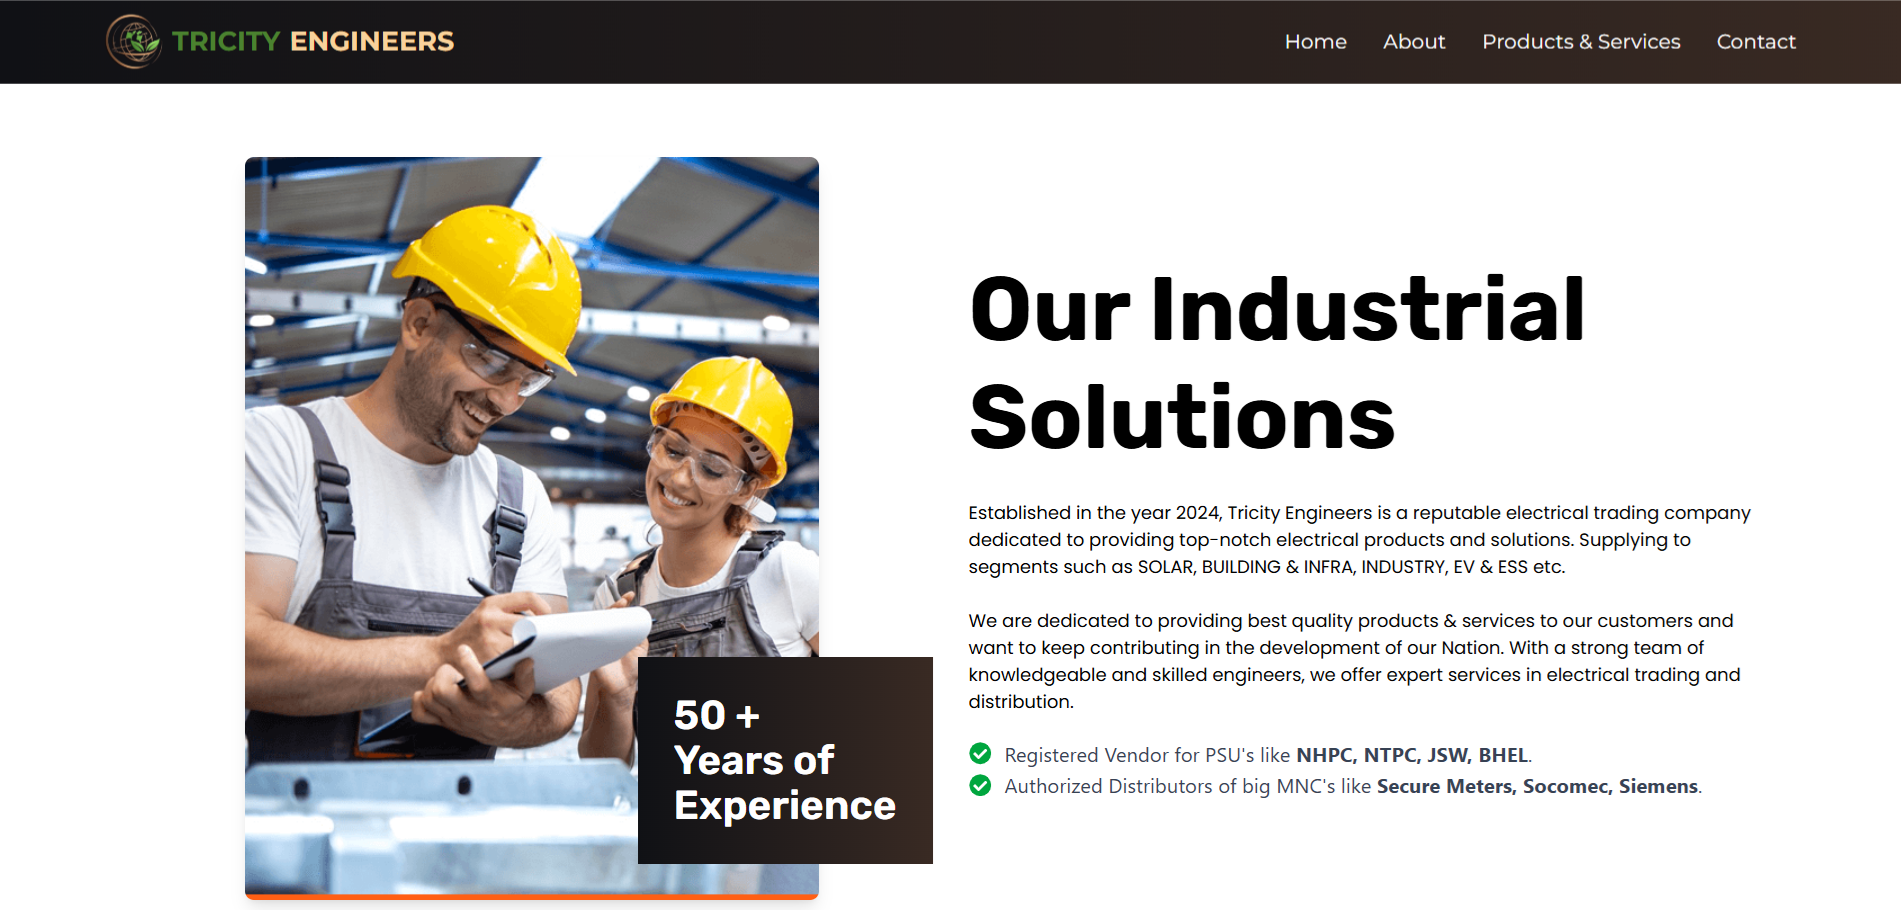 TRICITY ENGINEERS
Home About Products & Services Contact
Our Industrial
Solutions
Established in the year 2024, Tricity Engineers is a reputable electrical trading company
dedicated to providing top-notch electrical products and solutions. Supplying to
segments such as SOLAR, BUILDING & INFRA, INDUSTRY, EV & ESS etc.
We are dedicated to providing best quality products & services to our customers and
want to keep contributing in the development of our Nation. With a strong team of
knowledgeable and skilled engineers, we offer expert services in electrical trading and
distribution.
Registered Vendor for PSU's like NHPC, NTPC, JSW, BHEL.
Authorized Distributors of big MNC's like Secure Meters, Socomec, Siemens.
50 +
Years of
Experience